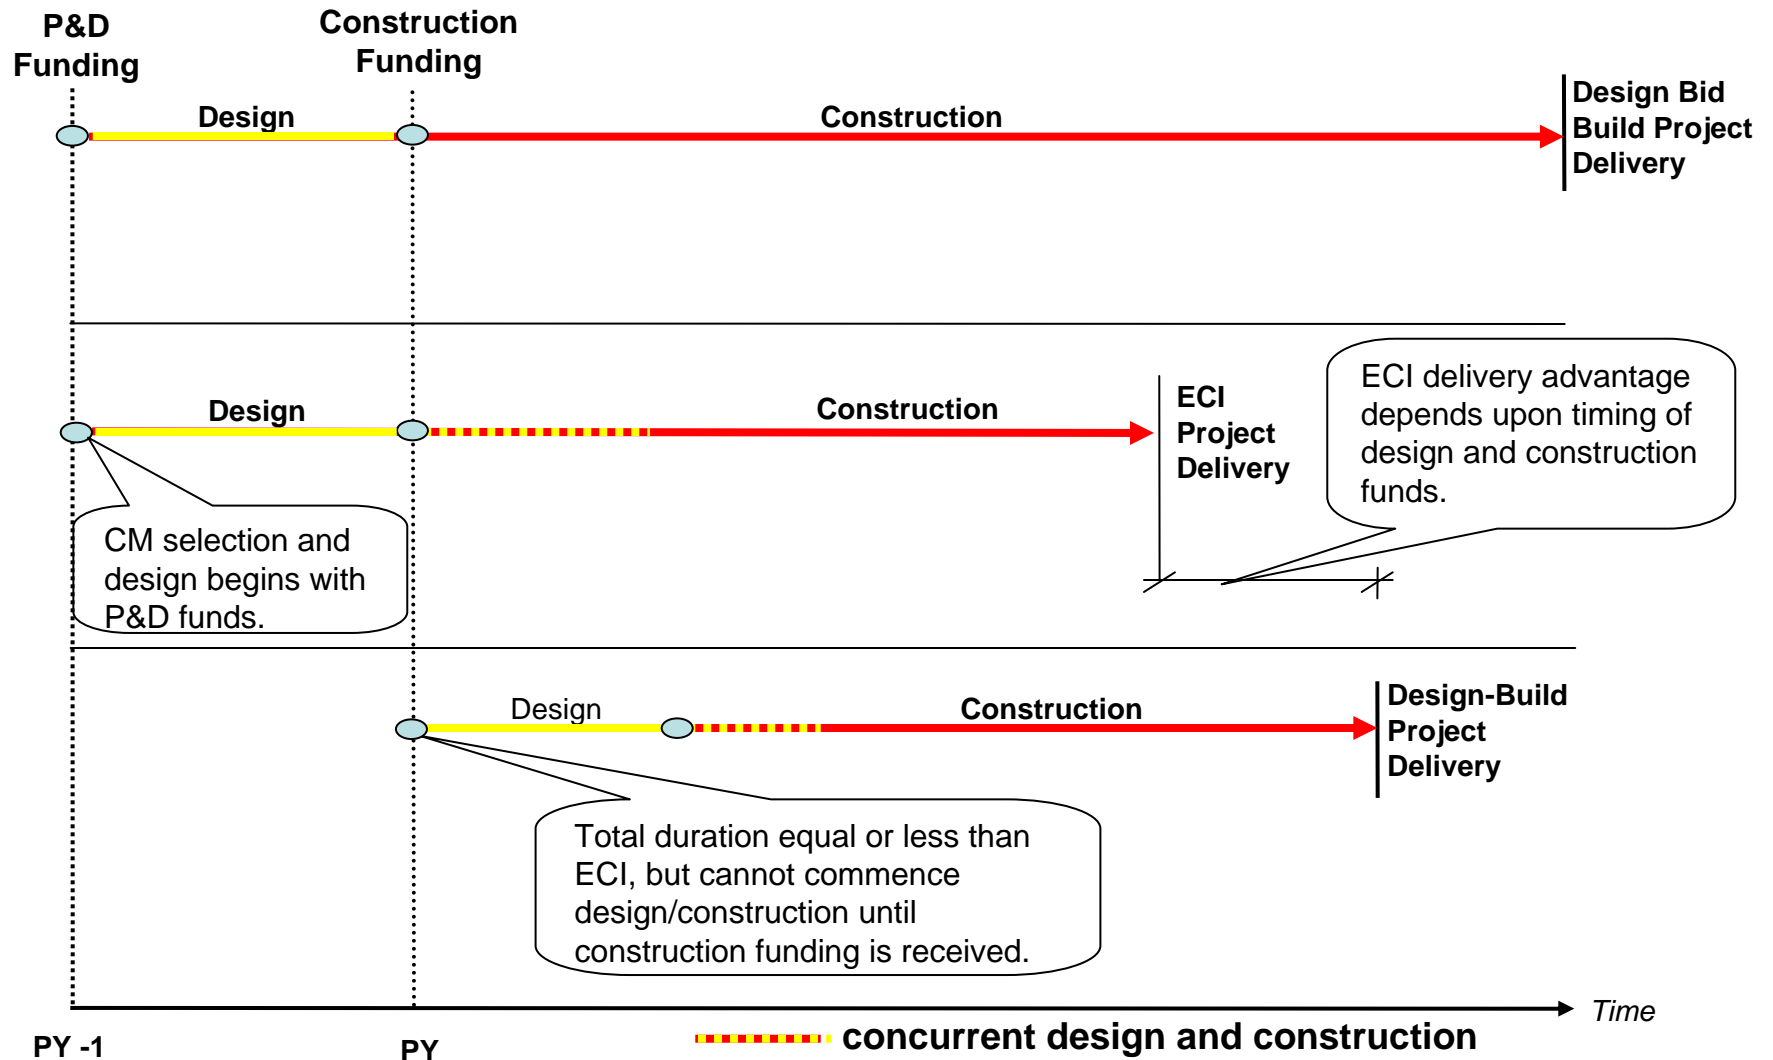 P&D
Funding
Construction
Funding
Design
Construction
Design Bid
Build Project
Delivery
Design
Construction
ECI
Project
Delivery
ECI delivery advantage
depends upon timing of
design and construction
funds.
CM selection and
design begins with
P&D funds.
Design
Construction
Design-Build
Project
Delivery
Total duration equal or less than
ECI, but cannot commence
design/construction until
construction funding is received.
Time
PY -1
PY
concurrent design and construction